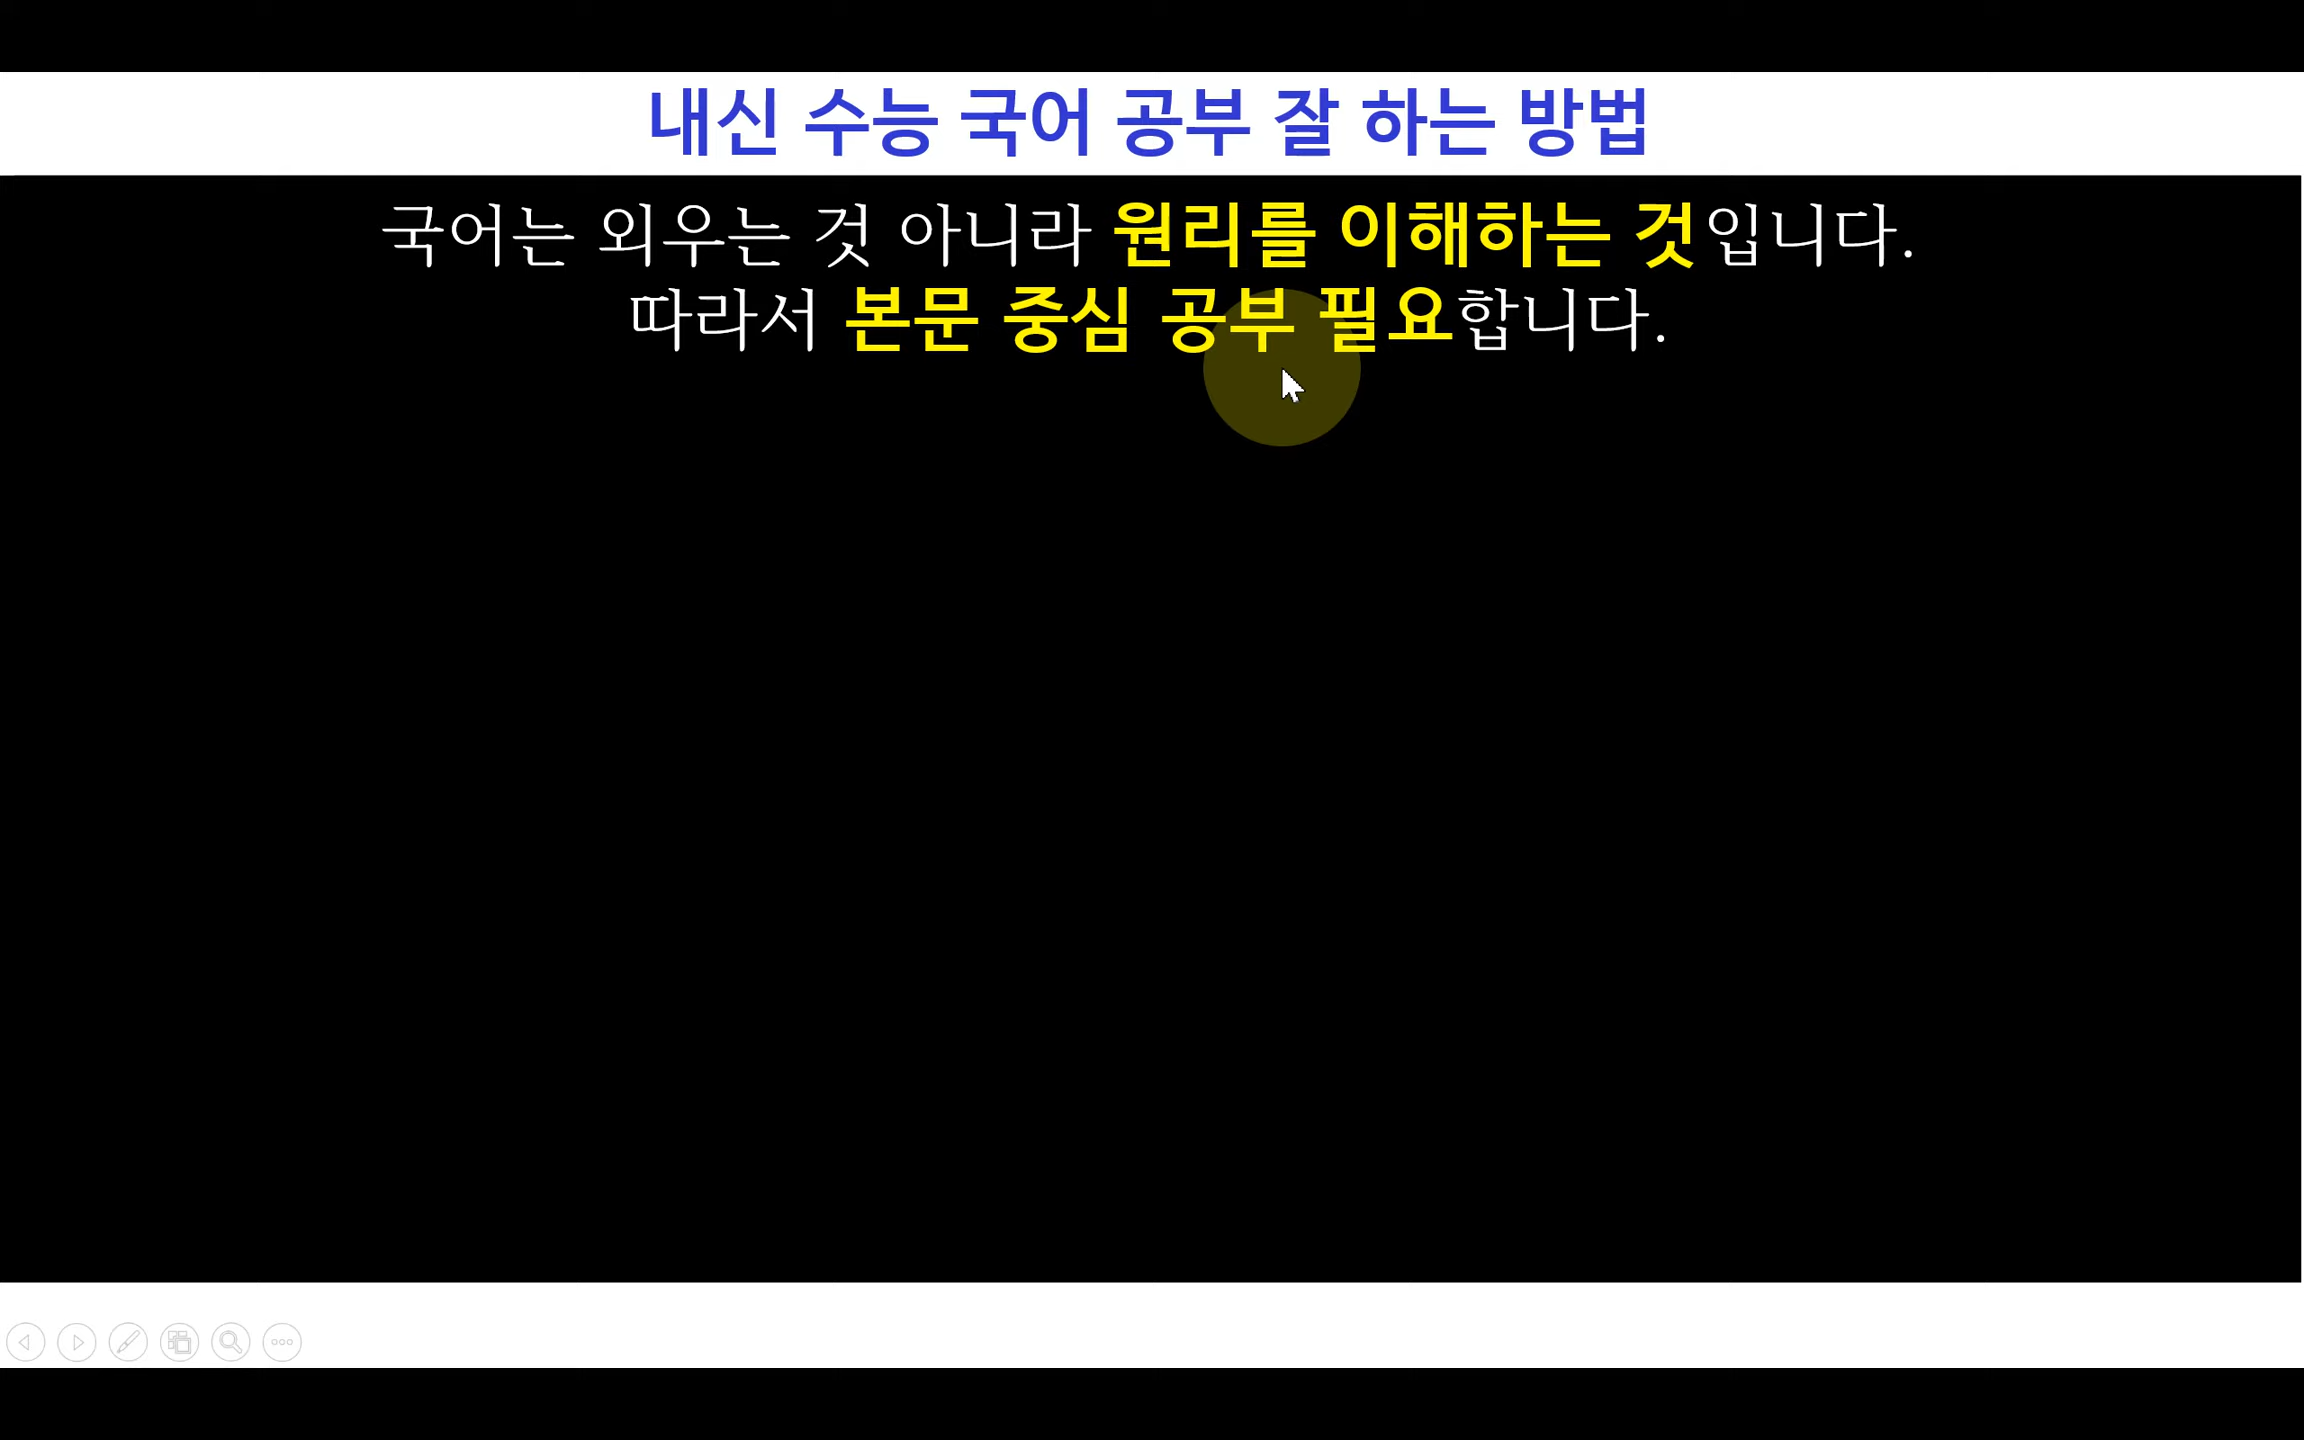 내신 수능 국어 공부 잘 하는 방법
국어는 외우는 것 아니라 원리를 이해하는 것입니다.
따라서 본문 중심 공부 필요합니다.